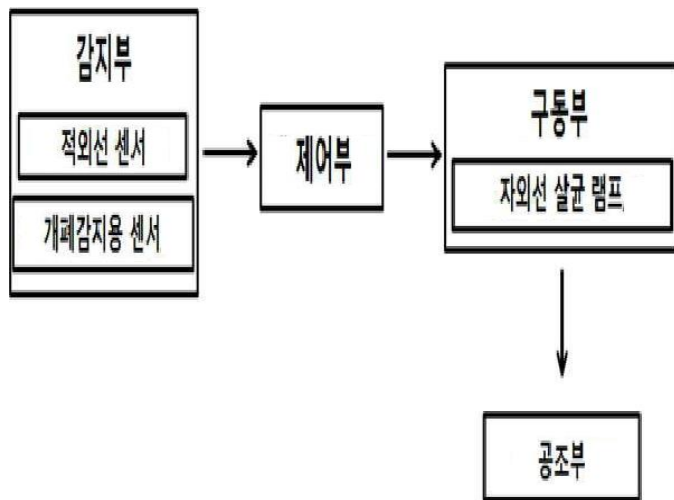 감지부
적외선 센서
개폐감지용 센서
제어부
구동부
자외선 살균 램프
공조부